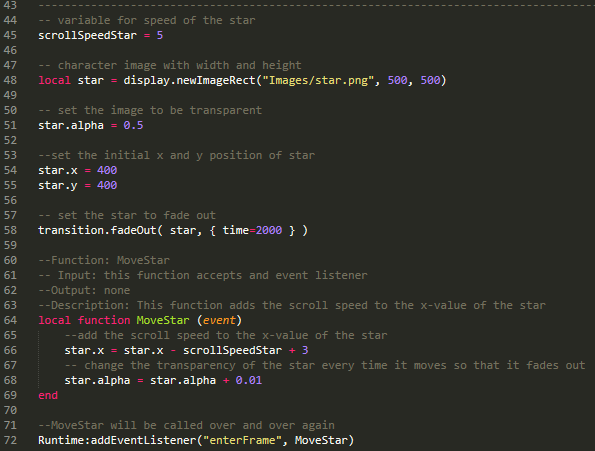 43 --------------------------------------------------------------------------------
44 -- variable for speed of the star
45 scrollSpeedStar = 5
46
47 -- character image with width and height
48 local star = display.newImageRect("Images/star.png", 500, 500)
49
50 -- set the image to be transparent
51 star.alpha = 0.5
52
53 --set the initial x and y position of star
54 star.x = 400
55 star.y = 400
56
57 -- set the star to fade out
58 transition.fadeOut( star, { time=2000 } )
59
60 --Function: MoveStar
61 -- Input: this function accepts and event listener
62 --Output: none
63 --Description: This function adds the scroll speed to the x-value of the star
64 local function MoveStar (event)
65 --add the scroll speed to the x-value of the star
66 star.x = star.x - scrollSpeedStar + 3
67 -- change the transparency of the star every time it moves so that it fades out
68 star.alpha = star.alpha + 0.01
69 end
70
71 --MoveStar will be called over and over again
72 Runtime:addEventListener("enterFrame", MoveStar)